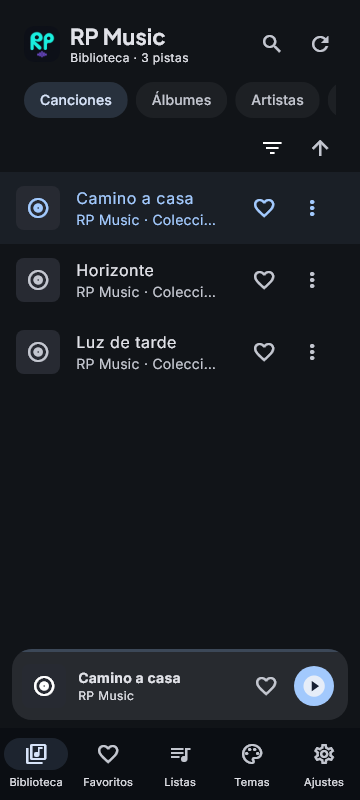 RP
RP Music
Biblioteca · 3 pistas
Canciones
Álbumes
Artistas
Camino a casa
RP Music · Colecci...
Horizonte
RP Music · Colecci...
Luz de tarde
RP Music · Colecci...
Camino a casa
RP Music
Biblioteca
Favoritos
Listas
Temas
Ajustes